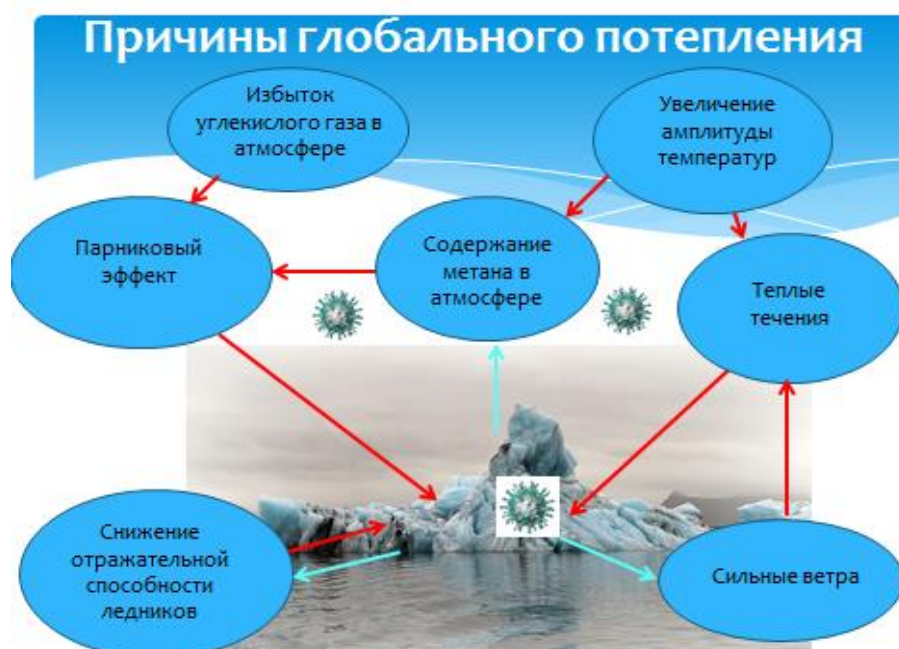 Причины глобального потепления
Избыток
углекислого газа в
атмосфере
Увеличение
амплитуды
температур
Парниковый
эффект
Содержание
метана в
атмосфере
Теплые
течения
Снижение
отражательной
способности
ледников
Сильные ветра